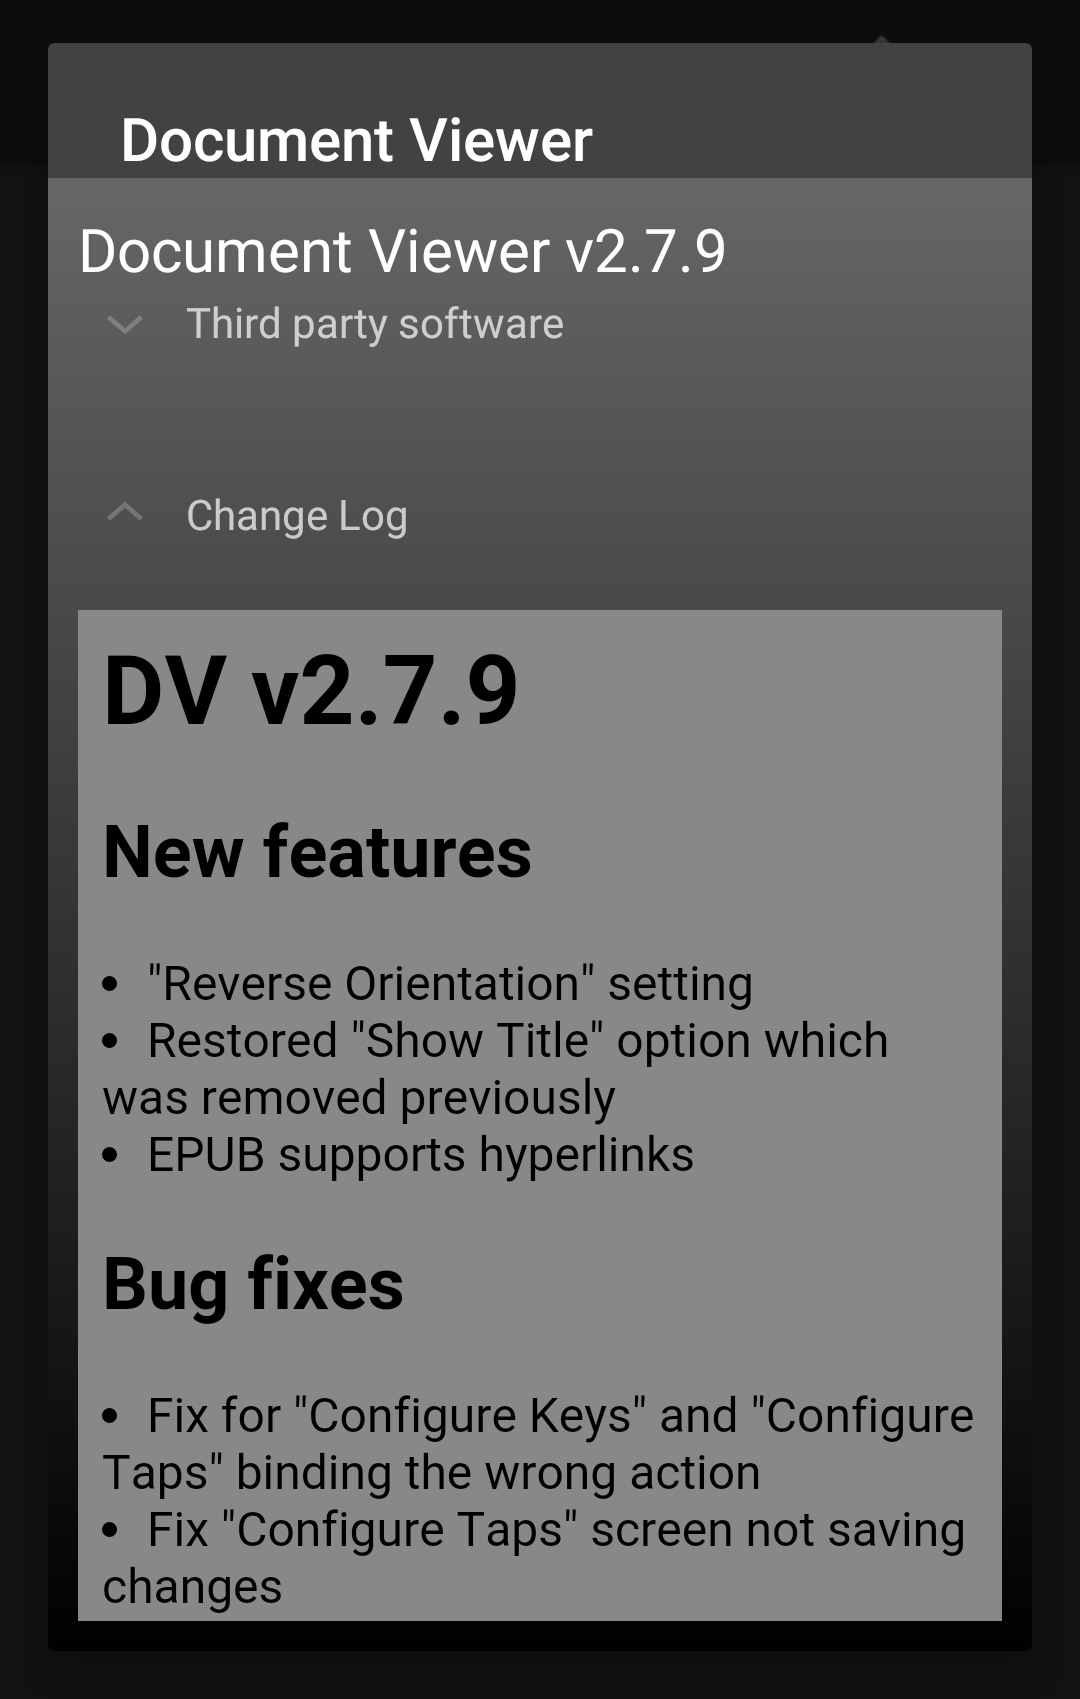 Document Viewer
Document Viewer v2.7.9
Third party software
Change Log
DV v2.7.9
New features
• "Reverse Orientation" setting
• Restored "Show Title" option which
was removed previously
• EPUB supports hyperlinks
Bug fixes
• Fix for "Configure Keys" and "Configure
Taps" binding the wrong action
• Fix "Configure Taps" screen not saving
changes